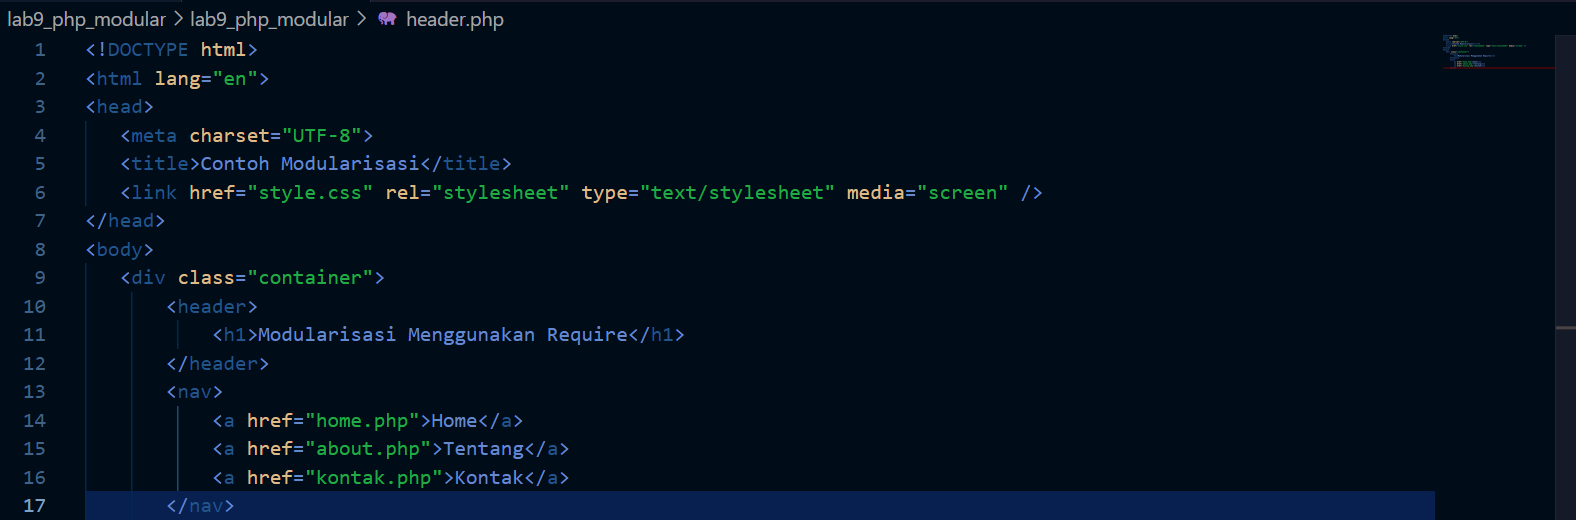 lab9_php_modular > lab9_php_modular > header.php
1 <!DOCTYPE html>
2 <html lang="en">
3 <head>
4 <meta charset="UTF-8">
5 <title>Contoh Modularisasi</title>
6 <link href="style.css" rel="stylesheet" type="text/stylesheet" media="screen" />
7 </head>
8 <body>
9 <div class="container">
10 <header>
11 <h1>Modularisasi Menggunakan Require</h1>
12 </header>
13 <nav>
14 <a href="home.php">Home</a>
15 <a href="about.php">Tentang</a>
16 <a href="kontak.php">Kontak</a>
17 </nav>